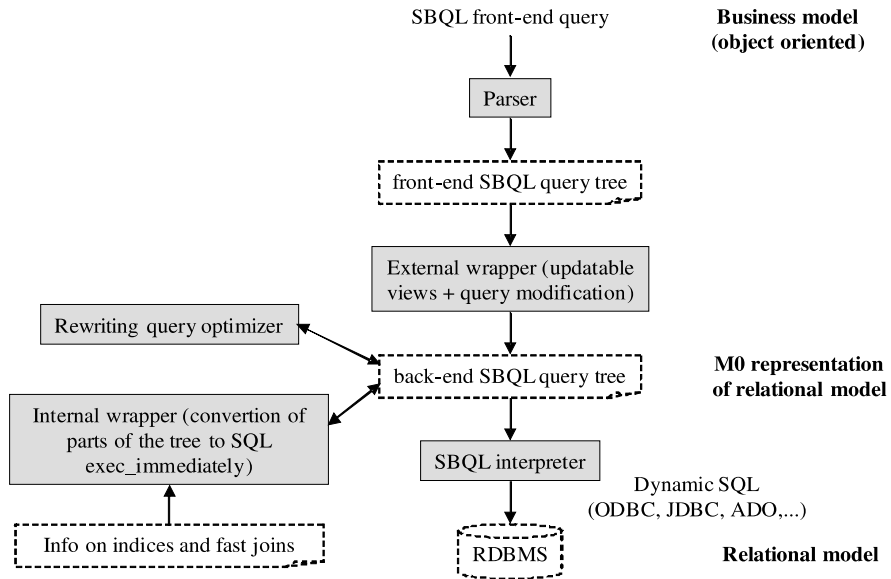 SBQL front-end query
Business model
(object oriented)
Parser
front-end SBQL query tree
External wrapper (updatable
views + query modification)
Rewriting query optimizer
back-end SBQL query tree
M0 representation
of relational model
Internal wrapper (convertion of
parts of the tree to SQL
exec_immediately)
SBQL interpreter
Dynamic SQL
(ODBC, JDBC, ADO,...)
Info on indices and fast joins
RDBMS
Relational model